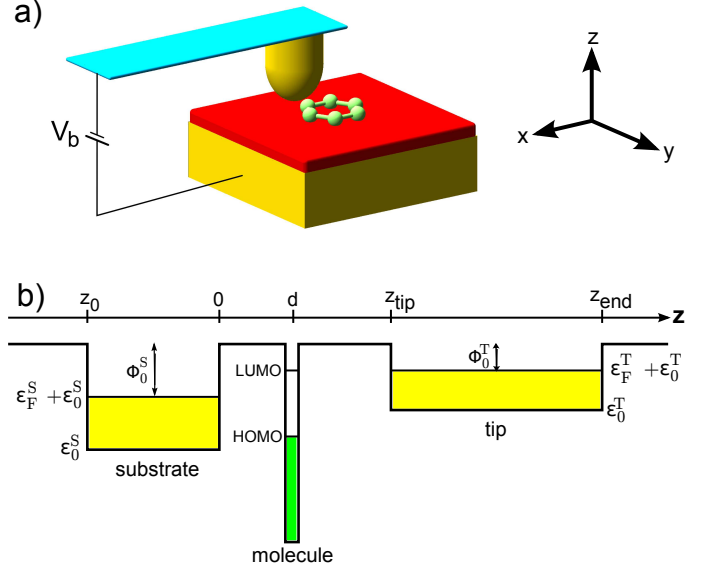 a)
z
x
y
V_b
b)
z_0 0 d z_tip z_end z
Φ_0^S LUMO Φ_0^T ε_F^T + ε_0^T
ε_F^S + ε_0^S
HOMO ε_0^T
ε_0^S tip
substrate
molecule